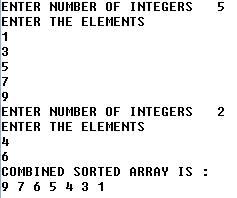 ENTER NUMBER OF INTEGERS   5
ENTER THE ELEMENTS
1
3
5
7
9
ENTER NUMBER OF INTEGERS   2
ENTER THE ELEMENTS
4
6
COMBINED SORTED ARRAY IS :
9 7 6 5 4 3 1